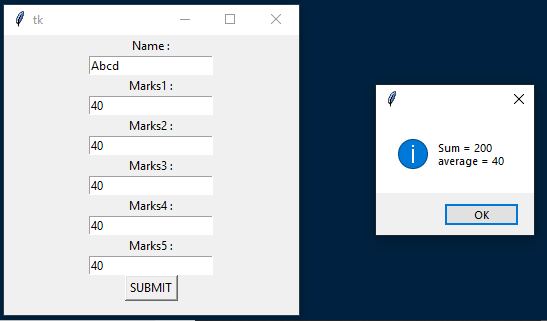 tk
Name :
Abcd
Marks1 :
40
Marks2 :
40
Marks3 :
40
Marks4 :
40
Marks5 :
40
SUBMIT
Sum = 200
average = 40
OK